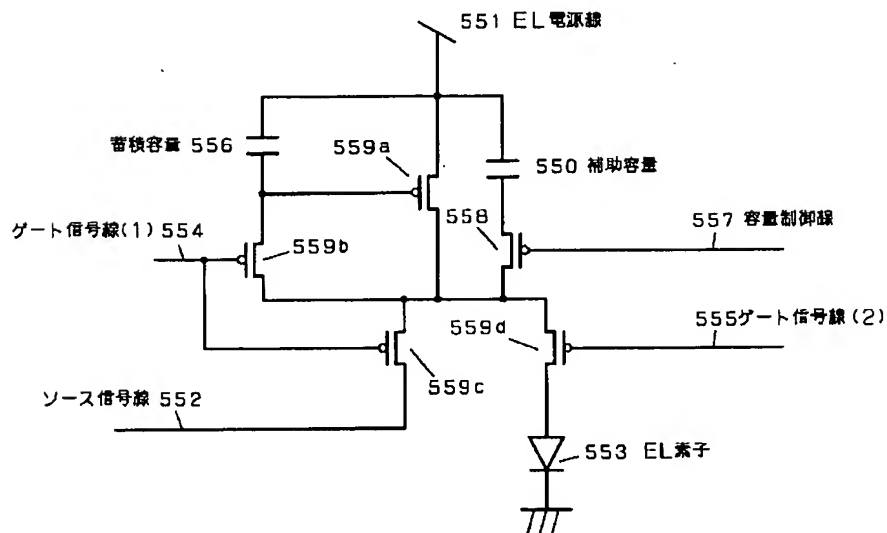 551 EL電源線
蓄積容量 556
559a
550 補助容量
558
557 容量制御線
ゲート信号線(1) 554
559b
555ゲート信号線(2)
559d
559c
ソース信号線 552
553 EL素子